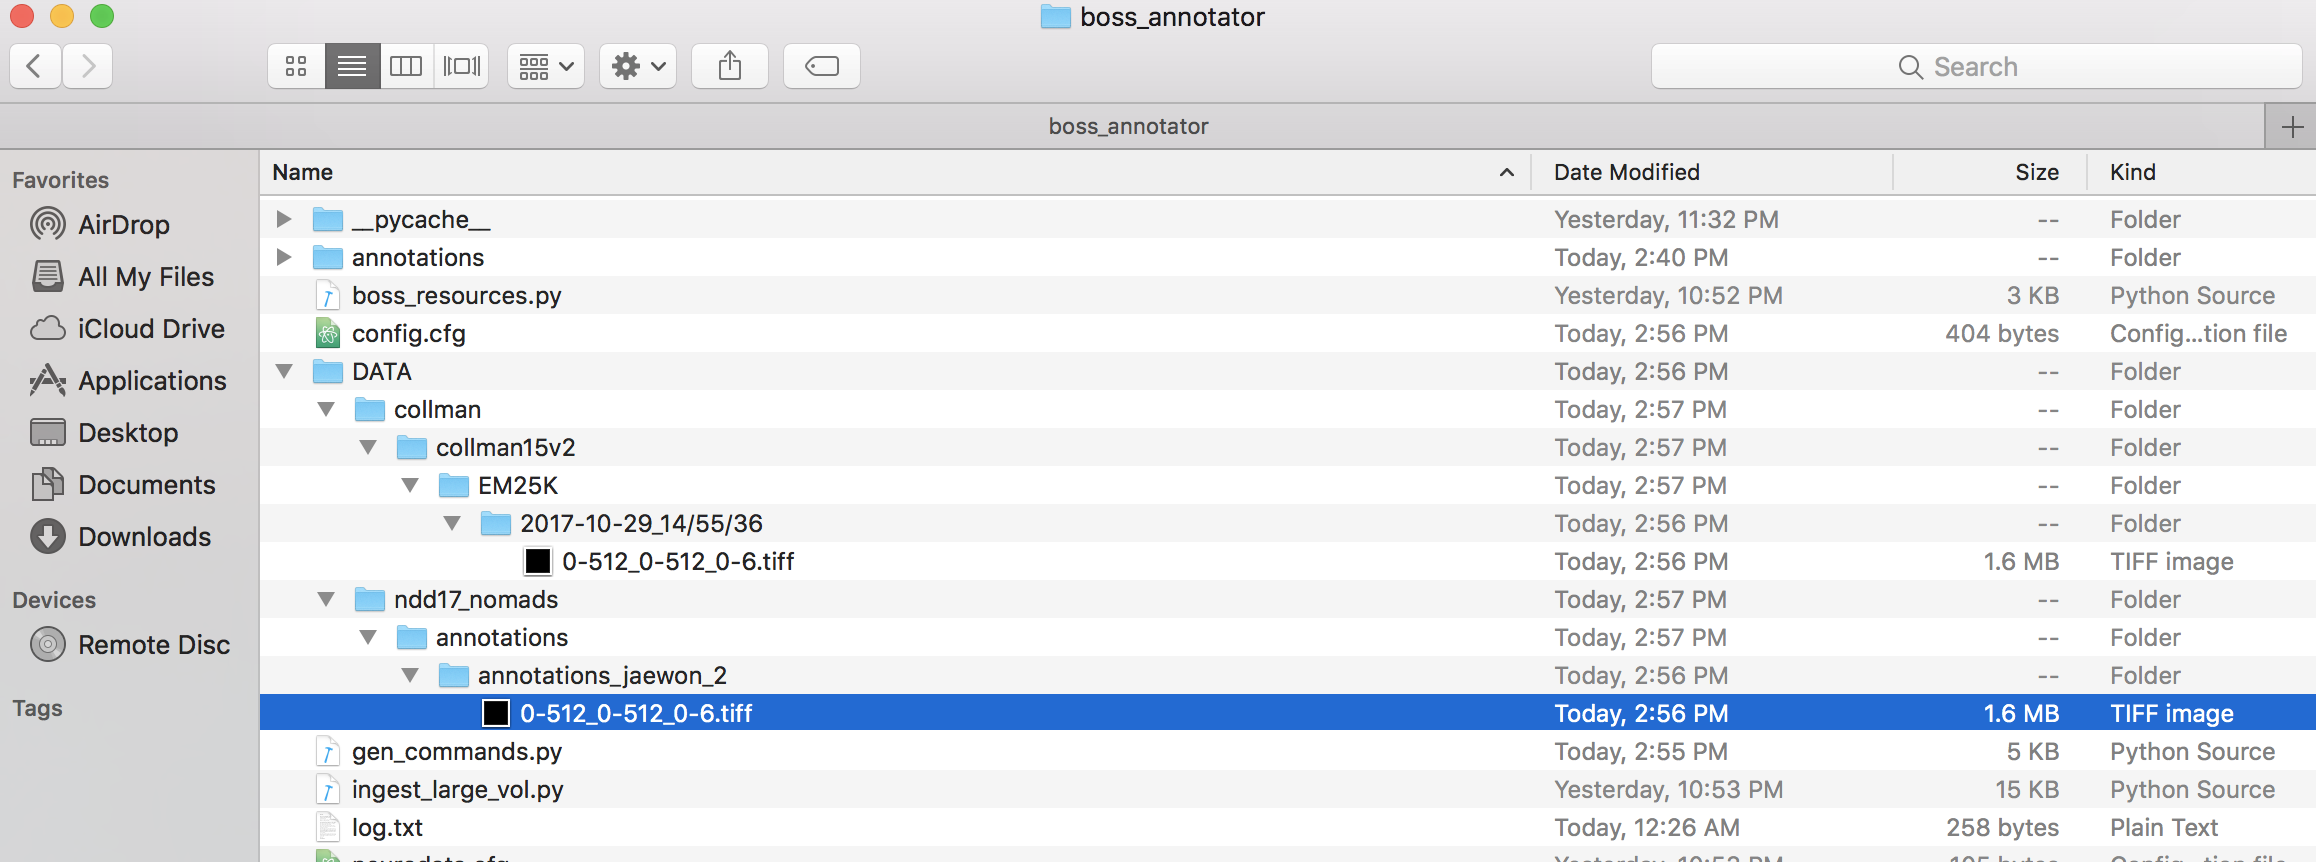 boss_annotator
Search
boss_annotator
Favorites
AirDrop
All My Files
iCloud Drive
Applications
Desktop
Documents
Downloads
Devices
Remote Disc
Tags
Name Date Modified Size Kind
__pycache__ Yesterday, 11:32 PM -- Folder
annotations Today, 2:40 PM -- Folder
boss_resources.py Yesterday, 10:52 PM 3 KB Python Source
config.cfg Today, 2:56 PM 404 bytes Config...tion file
DATA Today, 2:56 PM -- Folder
collman Today, 2:57 PM -- Folder
collman15v2 Today, 2:57 PM -- Folder
EM25K Today, 2:57 PM -- Folder
2017-10-29_14/55/36 Today, 2:56 PM -- Folder
0-512_0-512_0-6.tiff Today, 2:56 PM 1.6 MB TIFF image
ndd17_nomads Today, 2:57 PM -- Folder
annotations Today, 2:57 PM -- Folder
annotations_jaewon_2 Today, 2:56 PM -- Folder
0-512_0-512_0-6.tiff Today, 2:56 PM 1.6 MB TIFF image
gen_commands.py Today, 2:55 PM 5 KB Python Source
ingest_large_vol.py Yesterday, 10:53 PM 15 KB Python Source
log.txt Today, 12:26 AM 258 bytes Plain Text